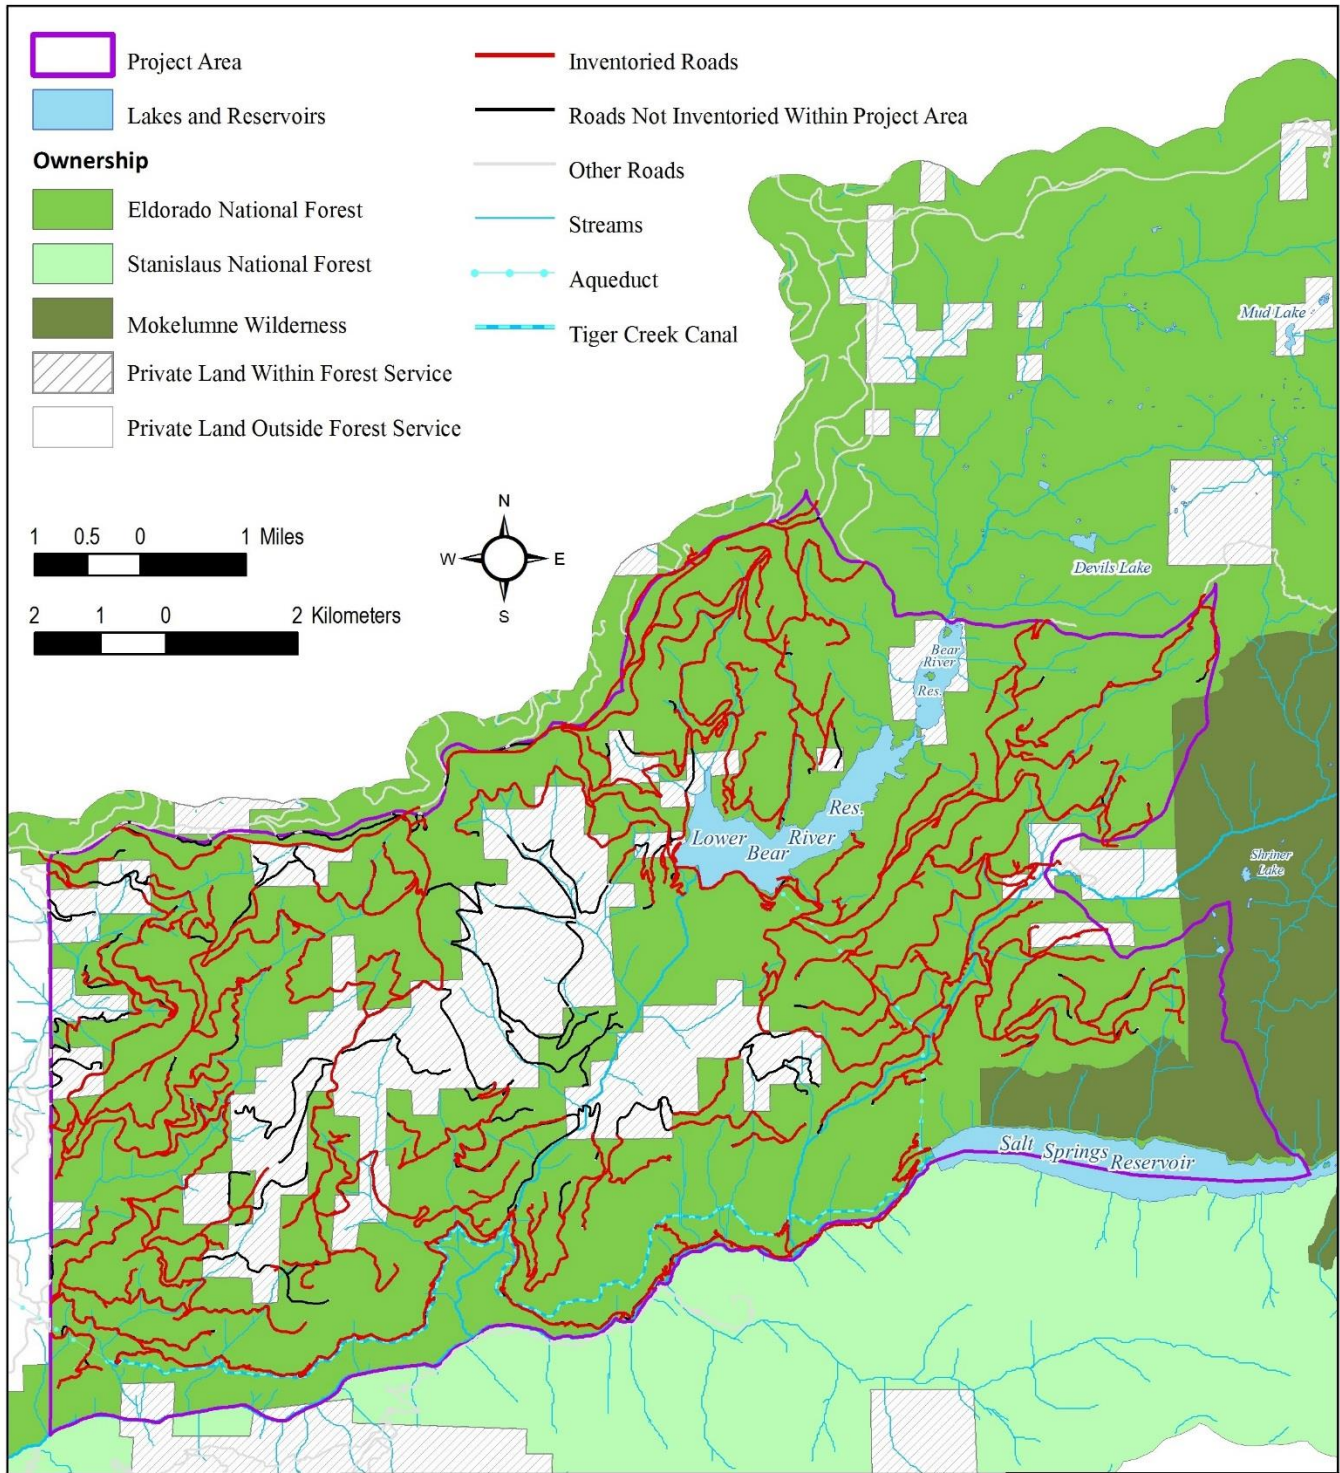 Project Area
Lakes and Reservoirs
Ownership
Eldorado National Forest
Stanislaus National Forest
Mokelumne Wilderness
Private Land Within Forest Service
Private Land Outside Forest Service
Inventoried Roads
Roads Not Inventoried Within Project Area
Other Roads
Streams
Aqueduct
Tiger Creek Canal
1 0.5 0 1 Miles
2 1 0 2 Kilometers
N
W E
S
Mud Lake
Devils Lake
Bear
River
Res.
Res.
Lower River
Bear
Shriner
Lake
Salt Springs Reservoir